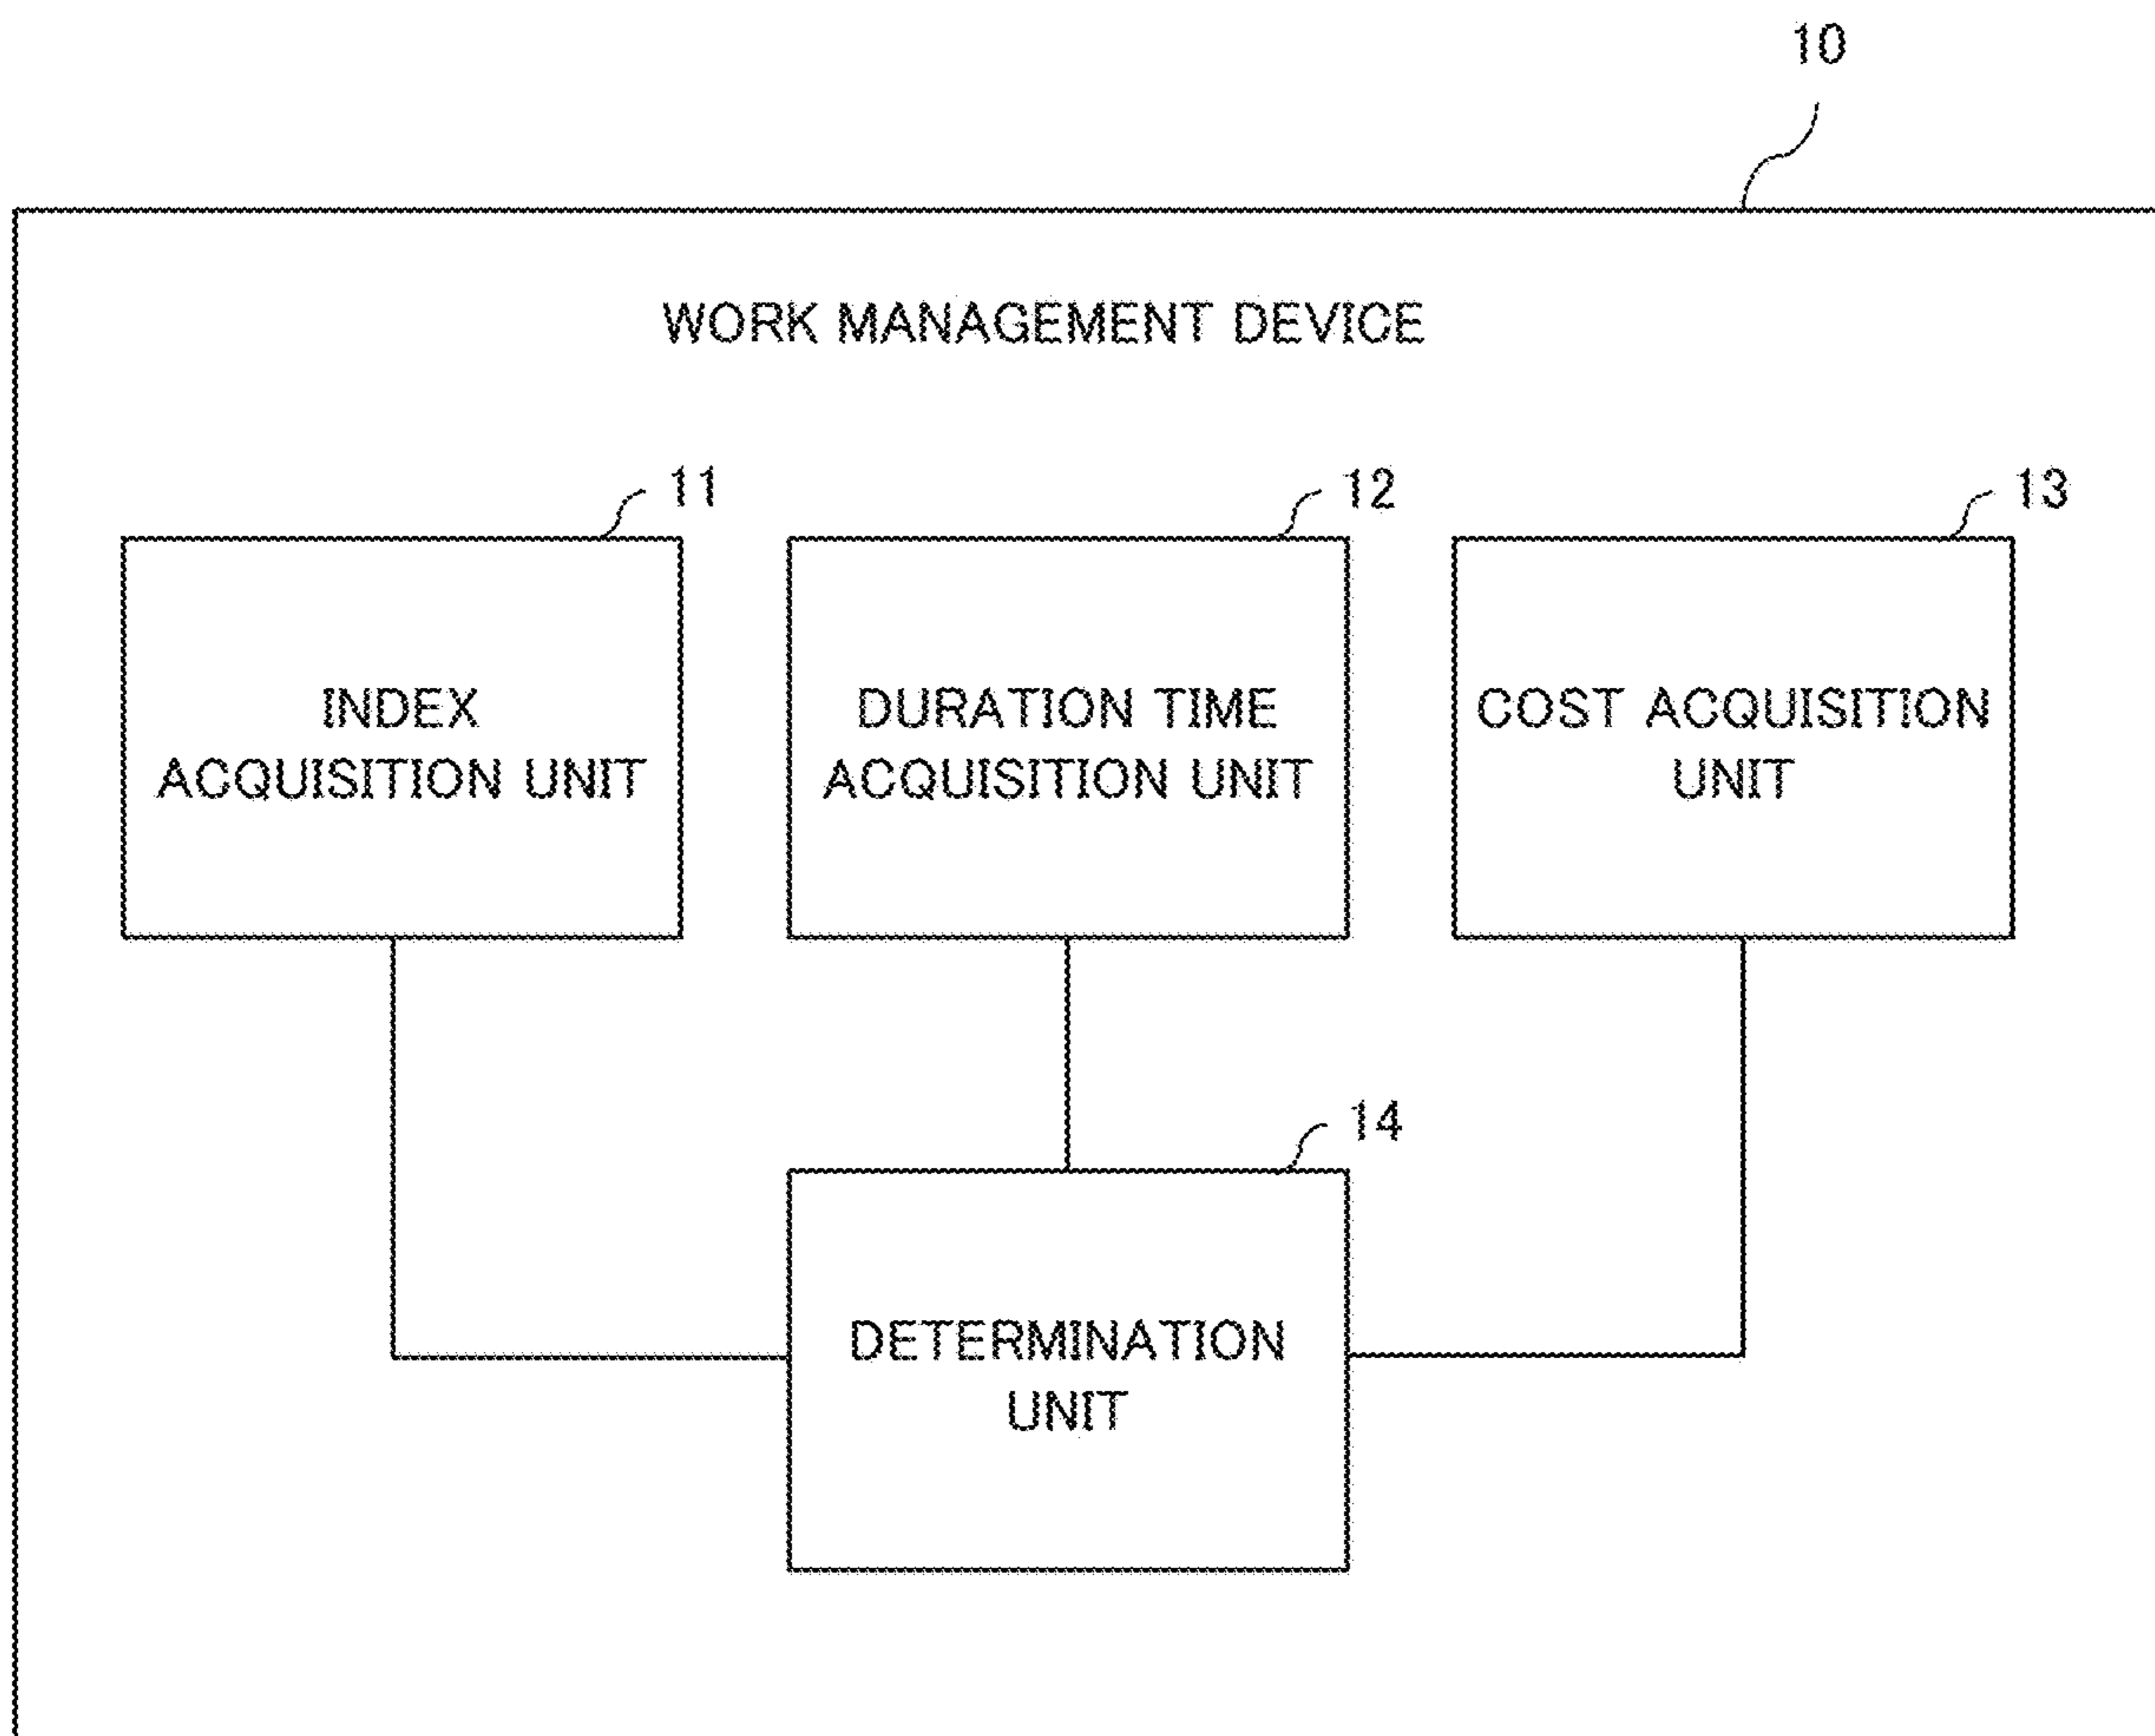 10
WORK MANAGEMENT DEVICE
11
12
13
INDEX
ACQUISITION UNIT
DURATION TIME
ACQUISITION UNIT
COST ACQUISITION
UNIT
14
DETERMINATION
UNIT